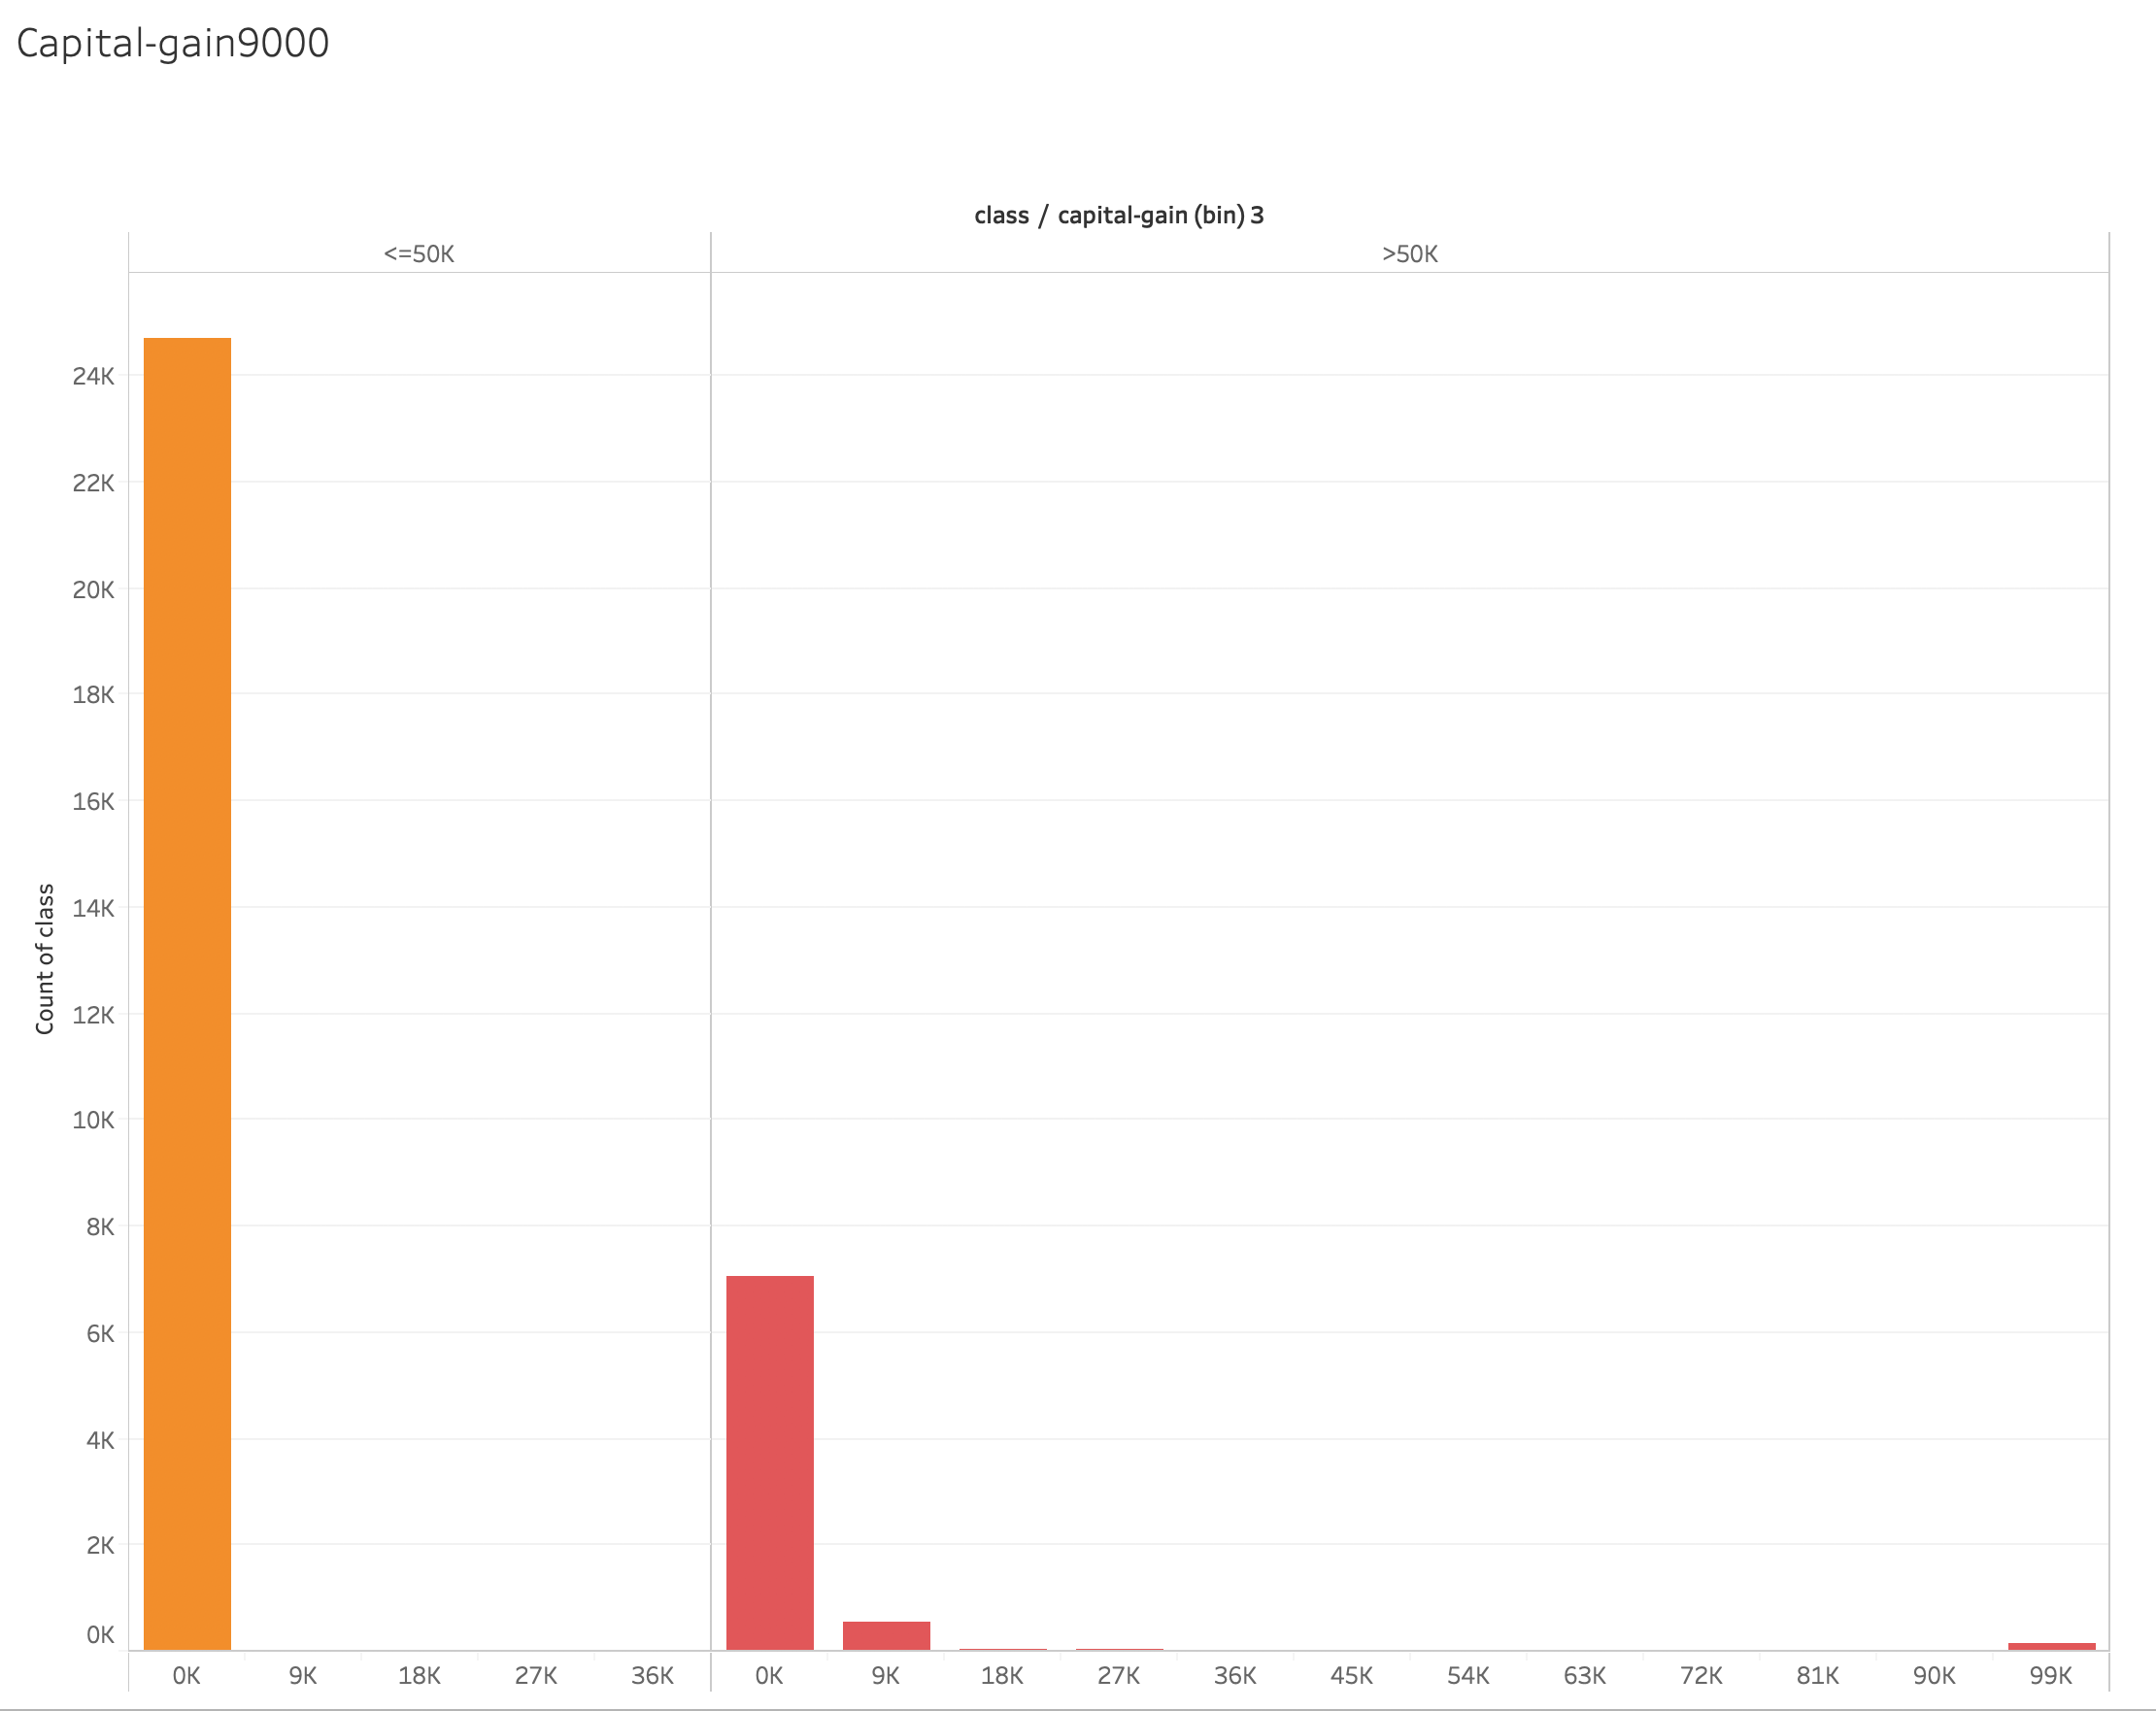 Capital-gain9000
class / capital-gain (bin) 3
<=50K >50K
24K
22K
20K
18K
16K
14K
12K
10K
8K
6K
4K
2K
0K
Count of class
0K 9K 18K 27K 36K 0K 9K 18K 27K 36K 45K 54K 63K 72K 81K 90K 99K